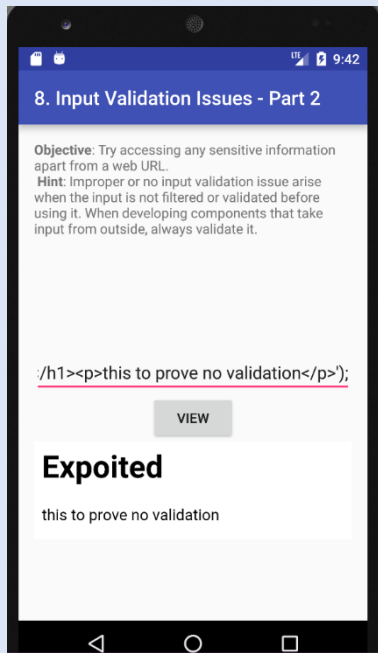 LTE 9:42
8. Input Validation Issues - Part 2
Objective: Try accessing any sensitive information
apart from a web URL.
Hint: Improper or no input validation issue arise
when the input is not filtered or validated before
using it. When developing components that take
input from outside, always validate it.
/h1><p>this to prove no validation</p>');
VIEW
Expoited
this to prove no validation